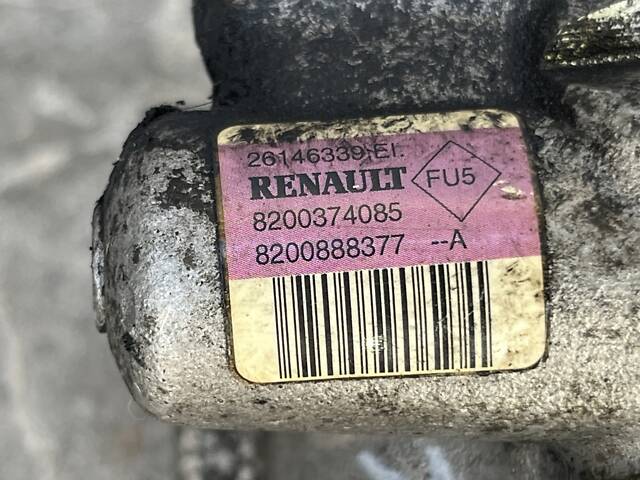 26146339-EI.
RENAULT FU5
8200374085
8200888377 --A